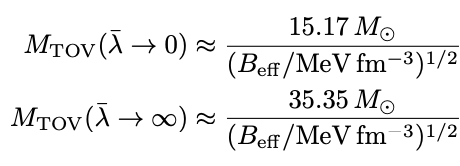 M_TOV(λ̄ → 0) ≈ 15.17 M_⊙ / (B_eff/MeV fm⁻³)^{1/2}
M_TOV(λ̄ → ∞) ≈ 35.35 M_⊙ / (B_eff/MeV fm⁻³)^{1/2}